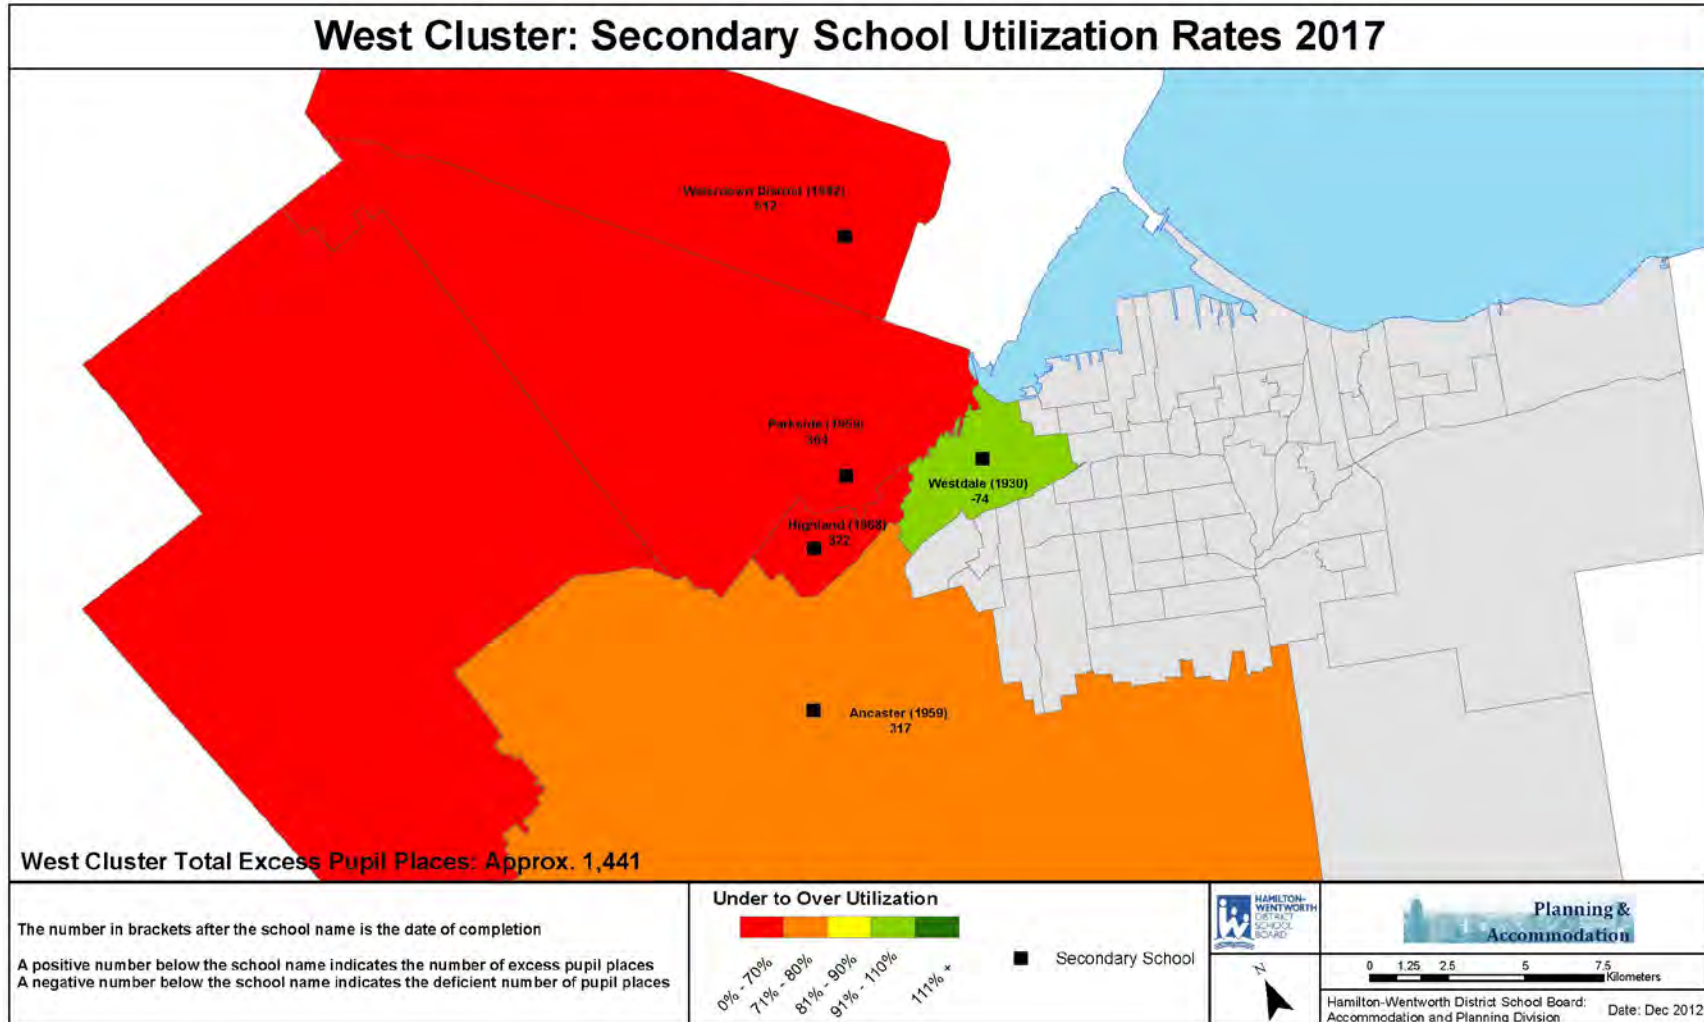 West Cluster: Secondary School Utilization Rates 2017
Waterdown District (1992)
512
Parkside (1959)
364
Westdale (1930)
-74
Highland (1968)
322
Ancaster (1959)
317
West Cluster Total Excess Pupil Places: Approx. 1,441
The number in brackets after the school name is the date of completion
A positive number below the school name indicates the number of excess pupil places
A negative number below the school name indicates the deficient number of pupil places
Under to Over Utilization
0% - 70%
71% - 80%
81% - 90%
91% - 110%
111% +
Secondary School
HAMILTON-
WENTWORTH
DISTRICT
SCHOOL
BOARD
N
Planning &
Accommodation
0 1.25 2.5 5 7.5
Kilometers
Hamilton-Wentworth District School Board:
Accommodation and Planning Division
Date: Dec 2012